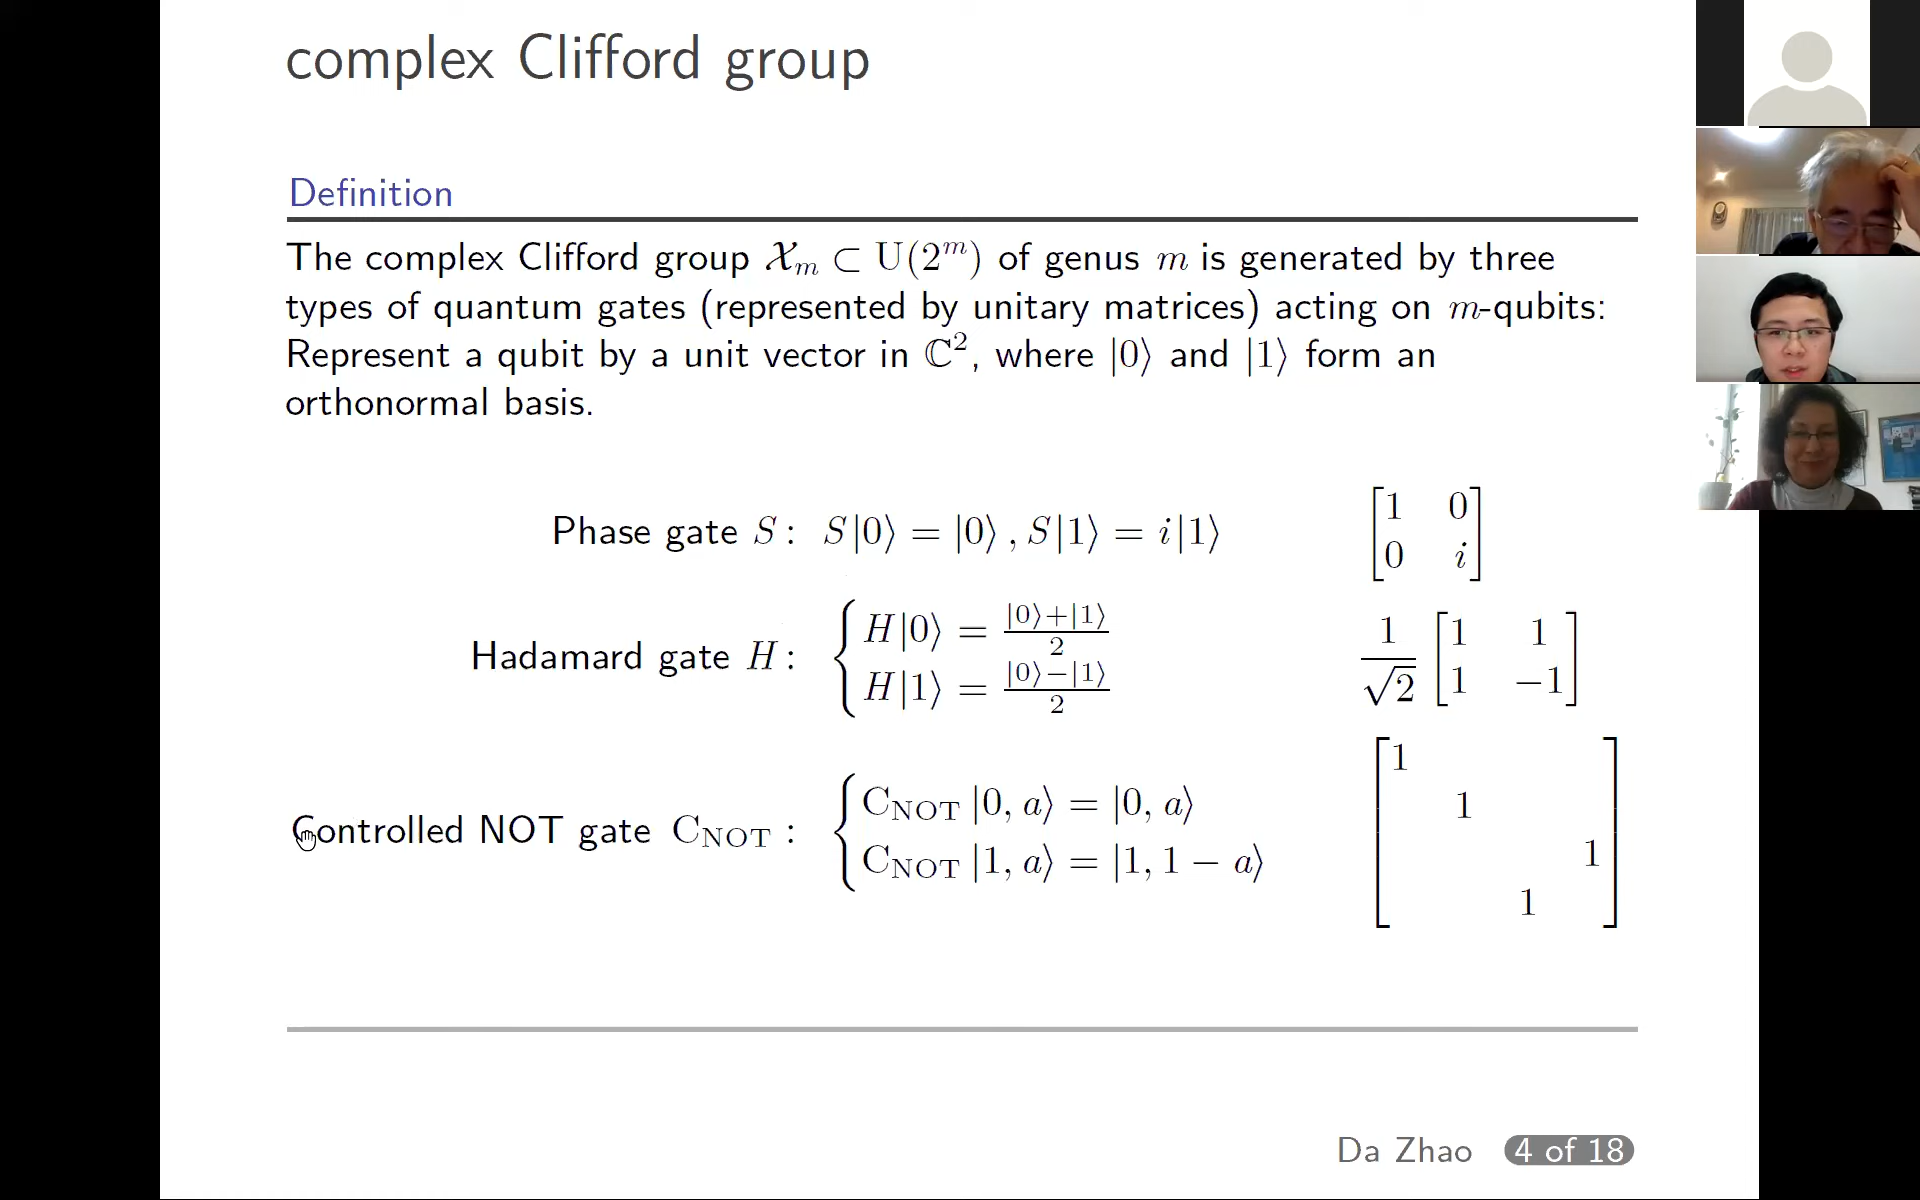 complex Clifford group
Definition
The complex Clifford group 𝒳ₘ ⊂ U(2ᵐ) of genus m is generated by three
types of quantum gates (represented by unitary matrices) acting on m-qubits:
Represent a qubit by a unit vector in ℂ², where |0⟩ and |1⟩ form an
orthonormal basis.
Phase gate S : S|0⟩ = |0⟩ , S|1⟩ = i|1⟩ [1 0
0 i]
Hadamard gate H : { H|0⟩ = (|0⟩+|1⟩)/2
H|1⟩ = (|0⟩−|1⟩)/2
1/√2 [1 1
1 −1]
Controlled NOT gate C_NOT : { C_NOT |0, a⟩ = |0, a⟩
C_NOT |1, a⟩ = |1, 1 − a⟩
[1
1
1
1]
Da Zhao 4 of 18